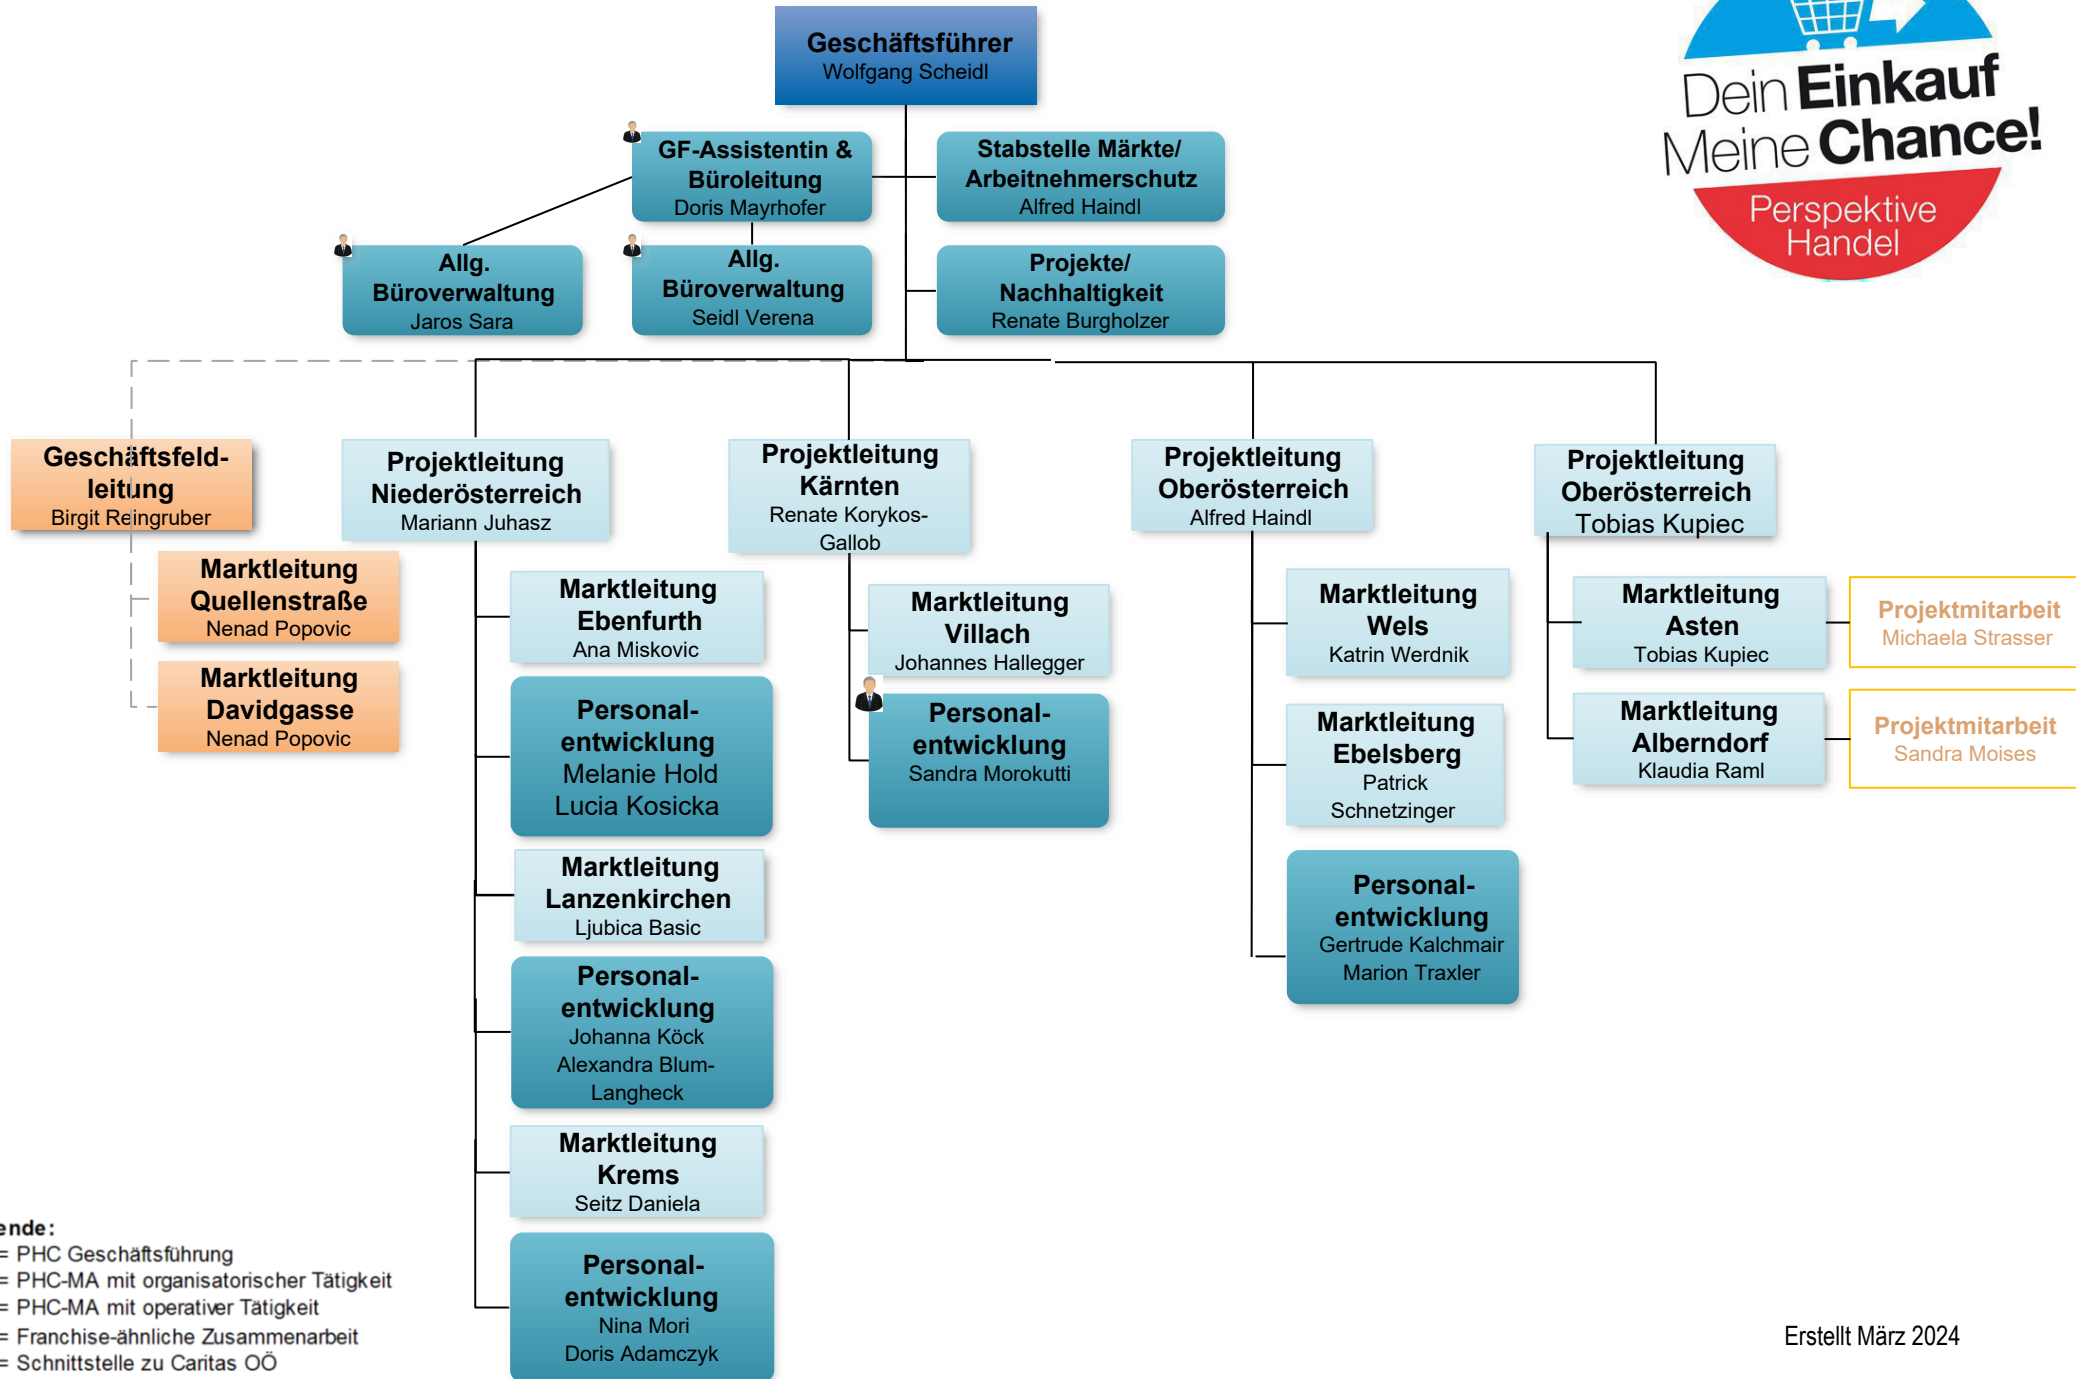 Geschäftsführer
Wolfgang Scheidl
Dein Einkauf
Meine Chance!
Perspektive
Handel
GF-Assistentin &
Büroleitung
Doris Mayrhofer
Stabstelle Märkte/
Arbeitnehmerschutz
Alfred Haindl
Allg.
Büroverwaltung
Jaros Sara
Allg.
Büroverwaltung
Seidl Verena
Projekte/
Nachhaltigkeit
Renate Burgholzer
Geschäftsfeld-
leitung
Birgit Reingruber
Marktleitung
Quellenstraße
Nenad Popovic
Marktleitung
Davidgasse
Nenad Popovic
Projektleitung
Niederösterreich
Mariann Juhasz
Marktleitung
Ebenfurth
Ana Miskovic
Personal-
entwicklung
Melanie Hold
Lucia Kosicka
Marktleitung
Lanzenkirchen
Ljubica Basic
Personal-
entwicklung
Johanna Köck
Alexandra Blum-
Langheck
Marktleitung
Krems
Seitz Daniela
Personal-
entwicklung
Nina Mori
Doris Adamczyk
Projektleitung
Kärnten
Renate Korykos-
Gallob
Marktleitung
Villach
Johannes Hallegger
Personal-
entwicklung
Sandra Morokutti
Projektleitung
Oberösterreich
Alfred Haindl
Marktleitung
Wels
Katrin Werdnik
Marktleitung
Ebelsberg
Patrick
Schnetzinger
Personal-
entwicklung
Gertrude Kalchmair
Marion Traxler
Projektleitung
Oberösterreich
Tobias Kupiec
Marktleitung
Asten
Tobias Kupiec
Projektmitarbeit
Michaela Strasser
Marktleitung
Alberndorf
Klaudia Raml
Projektmitarbeit
Sandra Moises
ende:
= PHC Geschäftsführung
= PHC-MA mit organisatorischer Tätigkeit
= PHC-MA mit operativer Tätigkeit
= Franchise-ähnliche Zusammenarbeit
= Schnittstelle zu Caritas OÖ
Erstellt März 2024